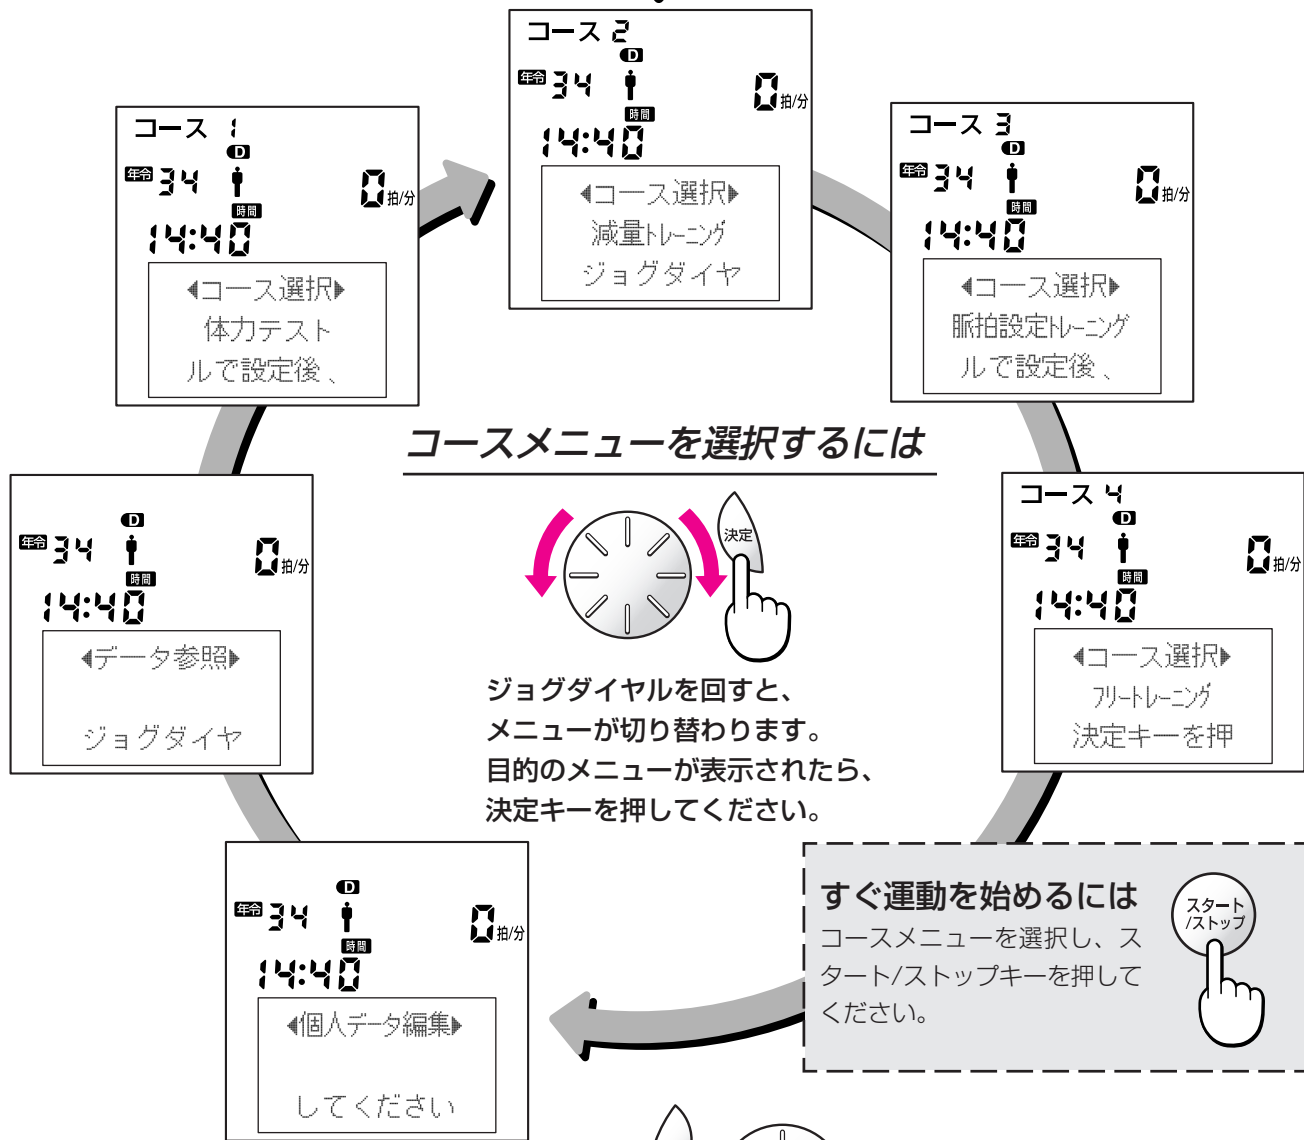 コース 2
D
年令 34
0 拍/分
時間
14:40
◀コース選択▶
減量トレーニング
ジョグダイヤ
コース 1
D
年令 34
0 拍/分
時間
14:40
◀コース選択▶
体力テスト
ルで設定後、
コース 3
D
年令 34
0 拍/分
時間
14:40
◀コース選択▶
脈拍設定トレーニング
ルで設定後、
コースメニューを選択するには
決定
ジョグダイヤルを回すと、
メニューが切り替わります。
目的のメニューが表示されたら、
決定キーを押してください。
D
年令 34
0 拍/分
時間
14:40
◀データ参照▶
ジョグダイヤ
コース 4
D
年令 34
0 拍/分
時間
14:40
◀コース選択▶
フリートレーニング
決定キーを押
D
年令 34
0 拍/分
時間
14:40
◀個人データ編集▶
してください
すぐ運動を始めるには
コースメニューを選択し、ス
タート/ストップキーを押して
ください。
スタート
/ストップ